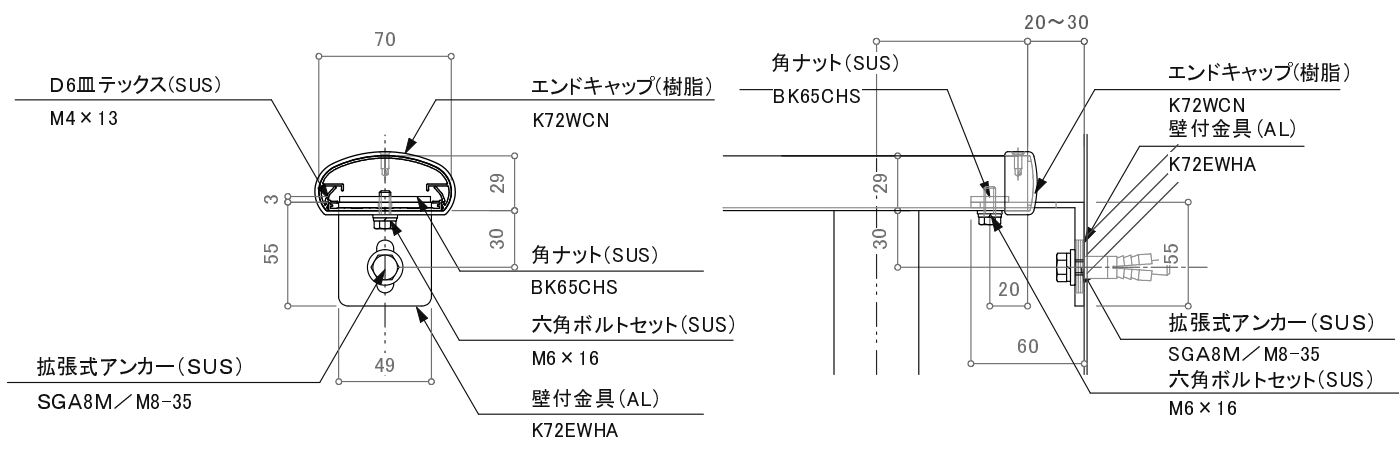 70
D6皿テックス(SUS)
M4×13
エンドキャップ(樹脂)
K72WCN
29
3
30
55
角ナット(SUS)
BK65CHS
六角ボルトセット(SUS)
M6×16
拡張式アンカー(SUS)
SGA8M/M8-35
49
壁付金具(AL)
K72EWHA
20〜30
角ナット(SUS)
BK65CHS
エンドキャップ(樹脂)
K72WCN
壁付金具(AL)
K72EWHA
29
30
55
20
60
拡張式アンカー(SUS)
SGA8M/M8-35
六角ボルトセット(SUS)
M6×16